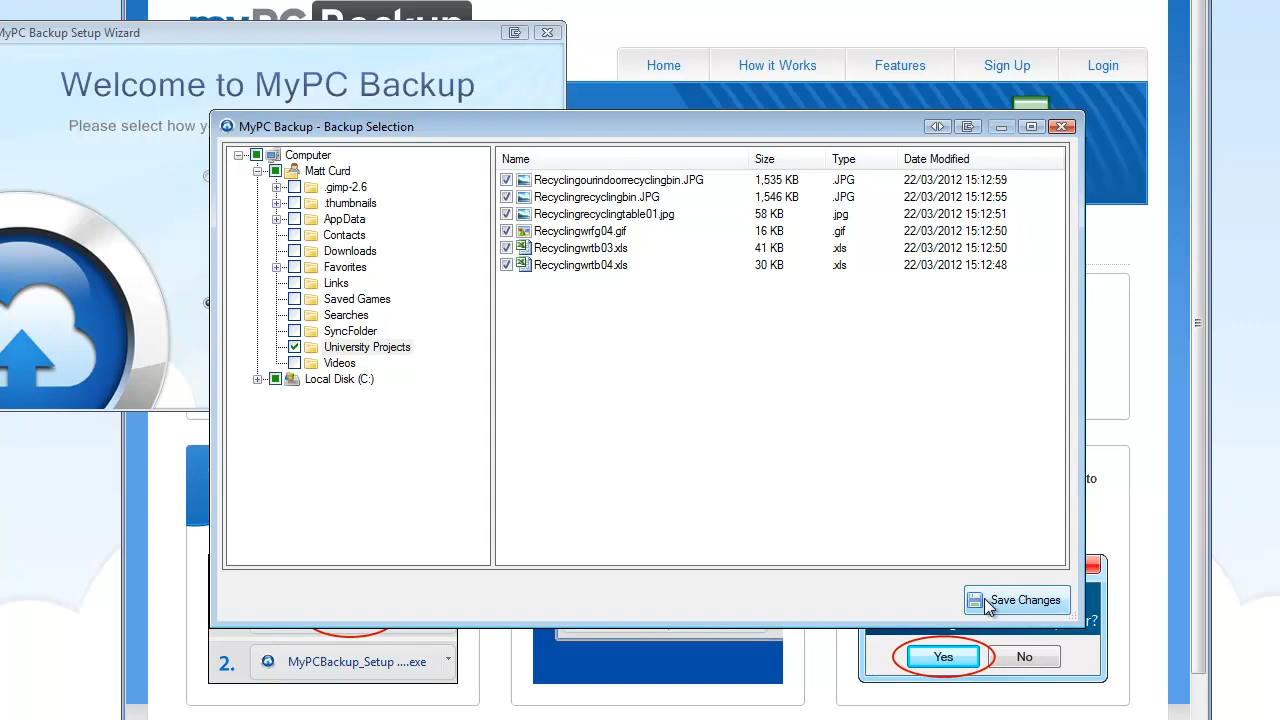 myPC Backup
MyPC Backup Setup Wizard
Welcome to MyPC Backup
Please select how y
Home How it Works Features Sign Up Login
MyPC Backup - Backup Selection
Computer
Matt Curd
.gimp-2.6
.thumbnails
AppData
Contacts
Downloads
Favorites
Links
Saved Games
Searches
SyncFolder
University Projects
Videos
Local Disk (C:)
Name Size Type Date Modified
Recyclingourindoorrecyclingbin.JPG 1,535 KB .JPG 22/03/2012 15:12:59
Recyclingrecyclingbin.JPG 1,546 KB .JPG 22/03/2012 15:12:55
Recyclingrecyclingtable01.jpg 58 KB .jpg 22/03/2012 15:12:51
Recyclingwrfg04.gif 16 KB .gif 22/03/2012 15:12:50
Recyclingwrtb03.xls 41 KB .xls 22/03/2012 15:12:50
Recyclingwrtb04.xls 30 KB .xls 22/03/2012 15:12:48
to
Save Changes
r?
2. MyPCBackup_Setup ....exe
Yes No